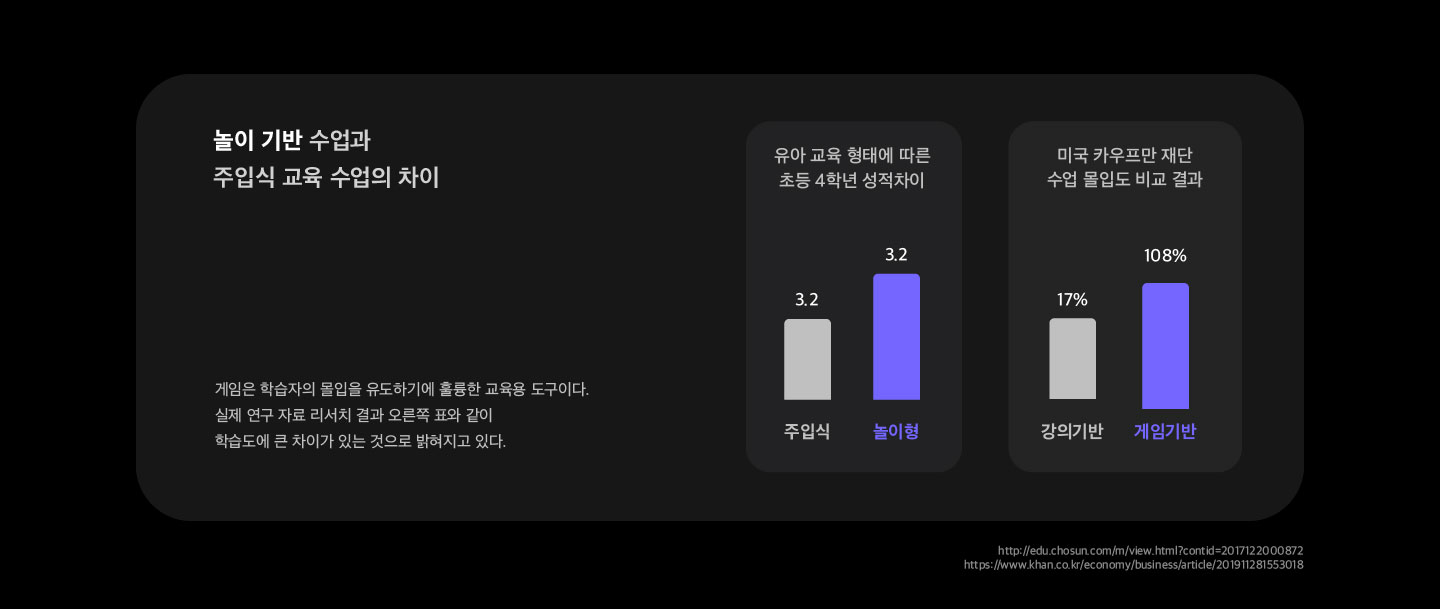 놀이 기반 수업과
주입식 교육 수업의 차이
게임은 학습자의 몰입을 유도하기에 훌륭한 교육용 도구이다.
실제 연구 자료 리서치 결과 오른쪽 표와 같이
학습도에 큰 차이가 있는 것으로 밝혀지고 있다.
유아 교육 형태에 따른
초등 4학년 성적차이
3.2
3.2
주입식
놀이형
미국 카우프만 재단
수업 몰입도 비교 결과
17%
108%
강의기반
게임기반
http://edu.chosun.com/m/view.html?contid=2017122000872
https://www.khan.co.kr/economy/business/article/201911281553018